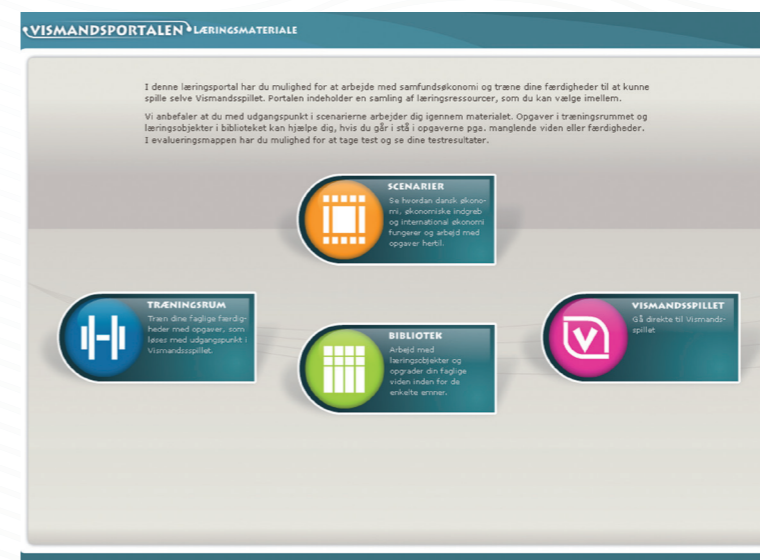 VISMANDSPORTALEN LÆRINGSMATERIALE
I denne læringsportal har du mulighed for at arbejde med samfundsøkonomi og træne dine færdigheder til at kunne
spille selve Vismandsspillet. Portalen indeholder en samling af læringsressourcer, som du kan vælge imellem.
Vi anbefaler at du med udgangspunkt i scenarierne arbejder dig igennem materialet. Opgaver i træningsrummet og
læringsobjekter i biblioteket kan hjælpe dig, hvis du går i stå i opgaverne pga. manglende viden eller færdigheder.
I evalueringsmappen har du mulighed for at tage test og se dine testresultater.
SCENARIER
Se hvordan dansk økono-
mi, økonomiske indgreb
og international økonomi
fungerer og arbejd med
opgaver hertil.
TRÆNINGSRUM
Træn dine faglige færdig-
heder med opgaver, som
løses med udgangspunkt i
Vismandssspillet.
BIBLIOTEK
Arbejd med
læringsobjekter og
opgrader din faglige
viden inden for de
enkelte emner.
VISMANDSSPILLET
Gå direkte til Vismands-
spillet